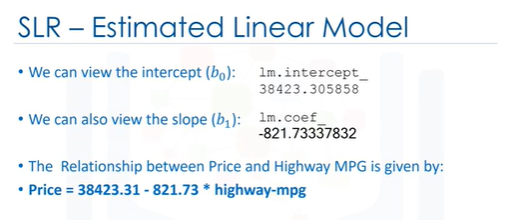 SLR – Estimated Linear Model
• We can view the intercept (b₀): lm.intercept_
38423.305858
• We can also view the slope (b₁): lm.coef_
-821.73337832
• The Relationship between Price and Highway MPG is given by:
• Price = 38423.31 - 821.73 * highway-mpg